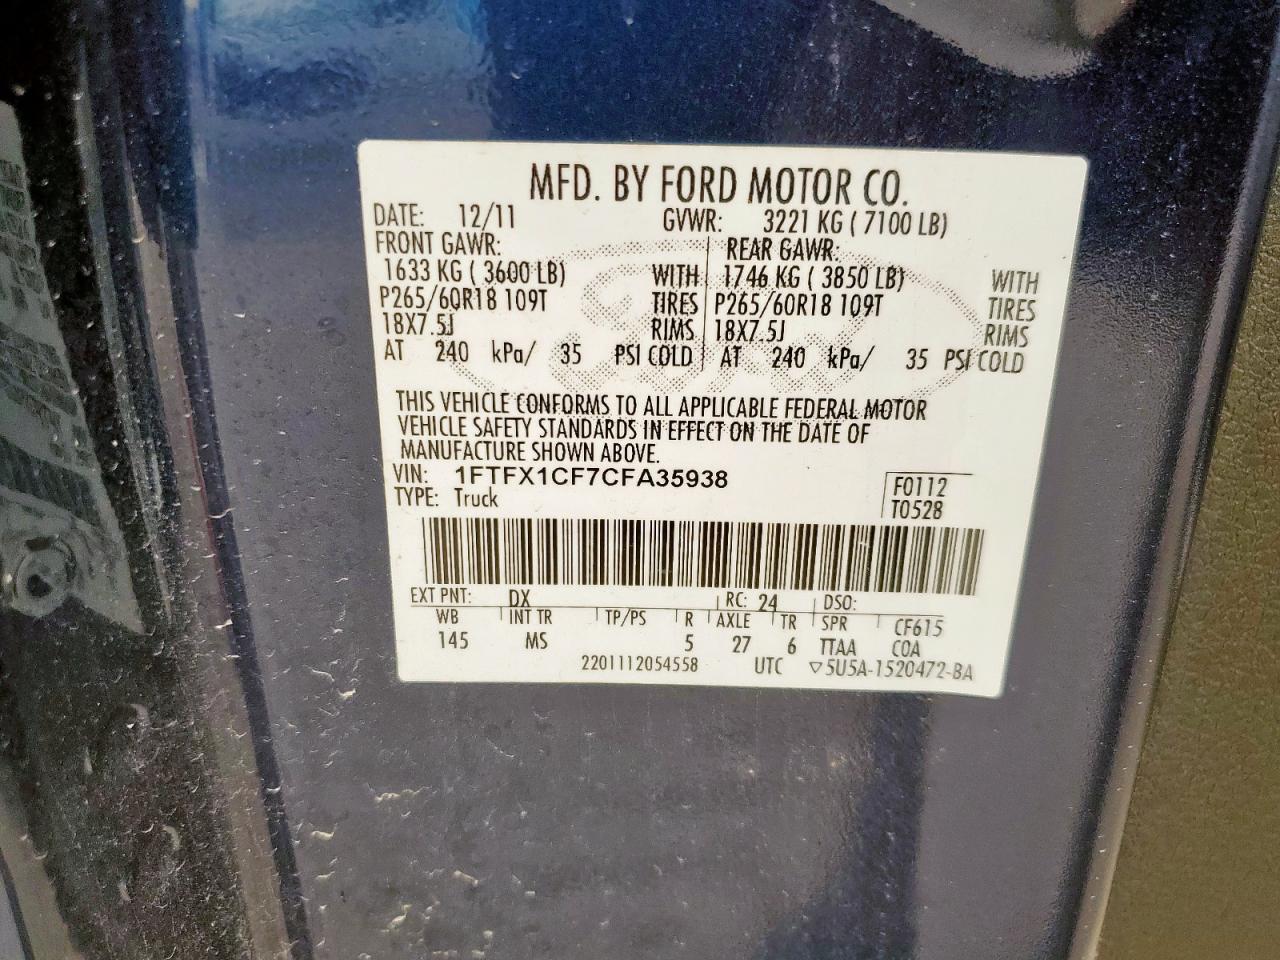 MFD. BY FORD MOTOR CO.
DATE: 12/11 GVWR: 3221 KG ( 7100 LB)
FRONT GAWR: REAR GAWR:
1633 KG ( 3600 LB) WITH 1746 KG ( 3850 LB) WITH
P265/60R18 109T TIRES P265/60R18 109T TIRES
18X7.5J RIMS 18X7.5J RIMS
AT 240 kPa/ 35 PSI COLD AT 240 kPa/ 35 PSI COLD
THIS VEHICLE CONFORMS TO ALL APPLICABLE FEDERAL MOTOR
VEHICLE SAFETY STANDARDS IN EFFECT ON THE DATE OF
MANUFACTURE SHOWN ABOVE.
VIN: 1FTFX1CF7CFA35938
TYPE: Truck
F0112
T0528
EXT PNT: DX RC: 24 DSO:
WB INT TR TP/PS R AXLE TR SPR CF615
145 MS 5 27 6 TTAA COA
2201112054558 UTC ▽5U5A-1520472-BA